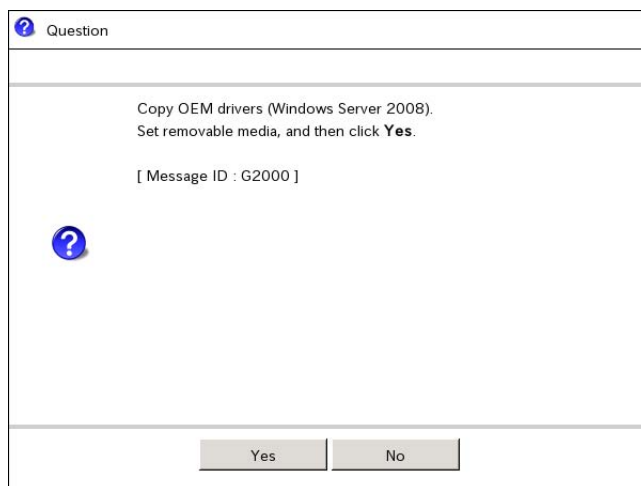 Question
Copy OEM drivers (Windows Server 2008).
Set removable media, and then click Yes.
[ Message ID : G2000 ]
Yes
No